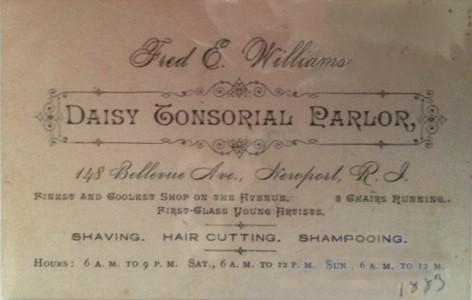 Fred E. Williams
DAISY TONSORIAL PARLOR,
148 Bellevue Ave., Newport, R. I.
FINEST AND COOLEST SHOP ON THE AVENUE. 8 CHAIRS RUNNING.
FIRST-CLASS YOUNG ARTISTS.
SHAVING. HAIR CUTTING. SHAMPOOING.
HOURS: 6 A. M. TO 9 P. M. SAT., 6 A. M. TO 12 P. M. SUN., 6 A. M. TO 12 M.
1883